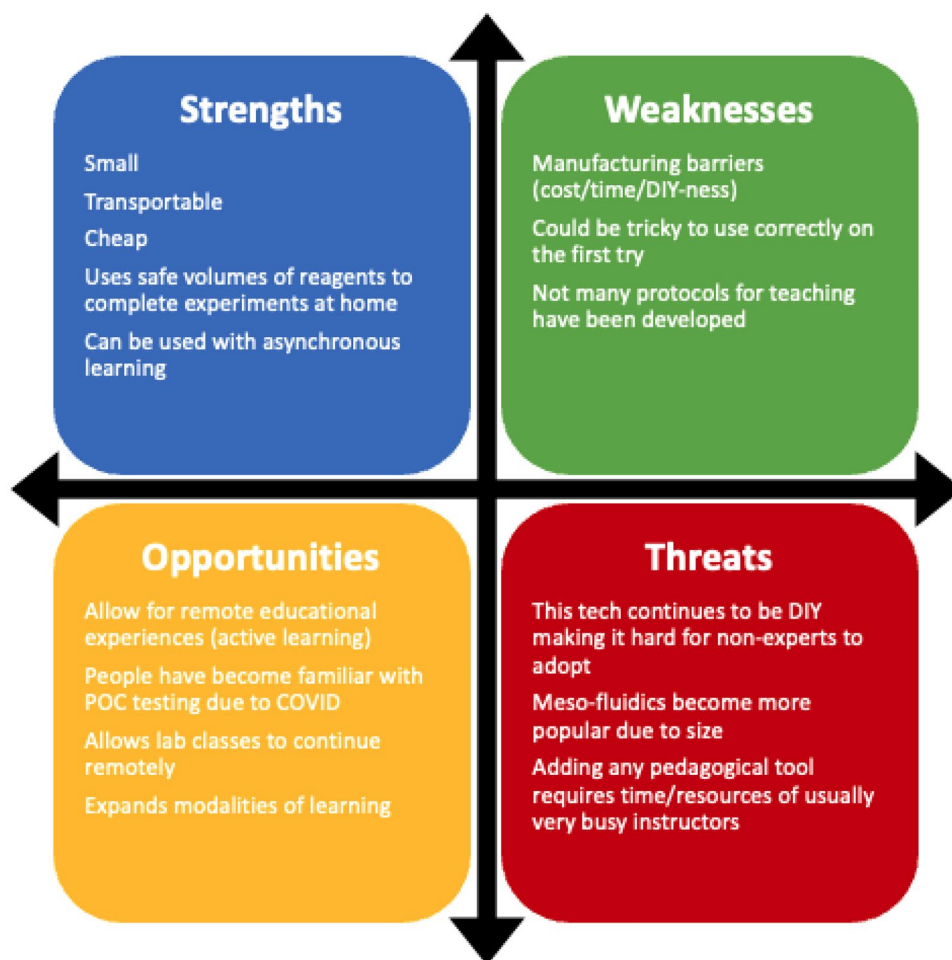 Strengths
Small
Transportable
Cheap
Uses safe volumes of reagents to
complete experiments at home
Can be used with asynchronous
learning
Weaknesses
Manufacturing barriers
(cost/time/DIY-ness)
Could be tricky to use correctly on
the first try
Not many protocols for teaching
have been developed
Opportunities
Allow for remote educational
experiences (active learning)
People have become familiar with
POC testing due to COVID
Allows lab classes to continue
remotely
Expands modalities of learning
Threats
This tech continues to be DIY
making it hard for non-experts to
adopt
Meso-fluidics become more
popular due to size
Adding any pedagogical tool
requires time/resources of usually
very busy instructors